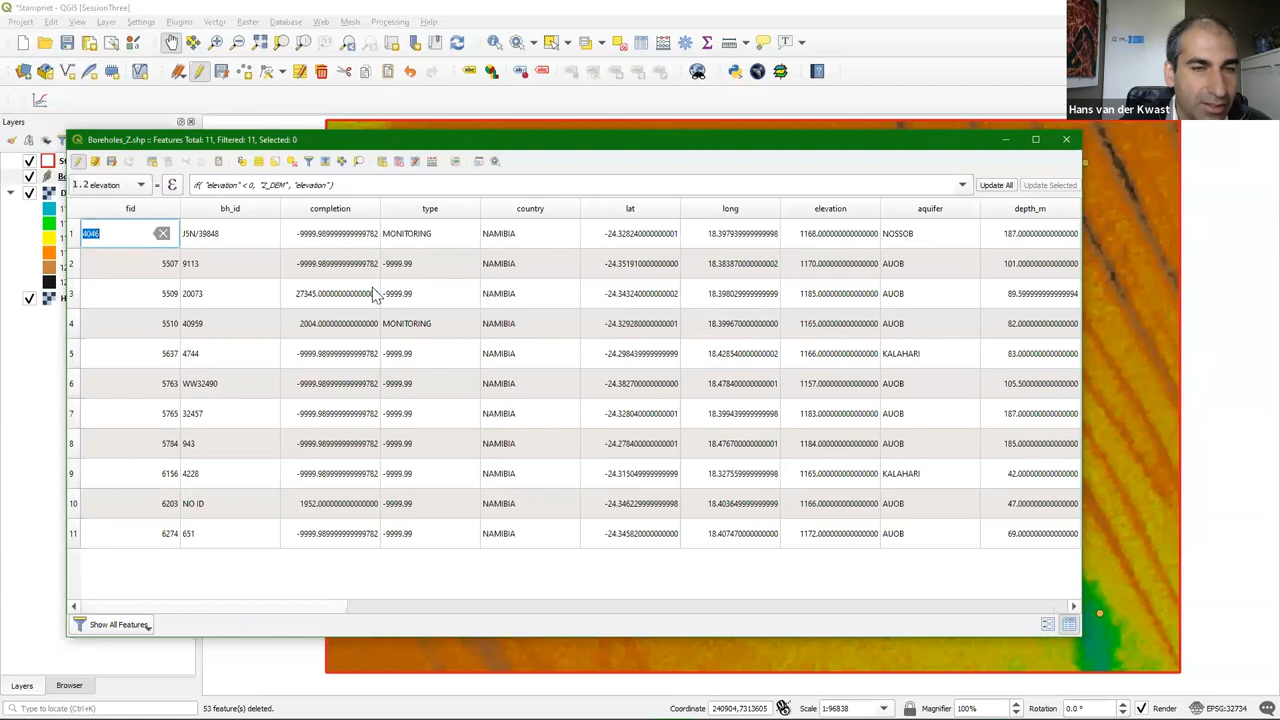 *Stampriet - QGIS [SessionThree]
Project Edit View Layer Settings Plugins Vector Raster Database Web Mesh Processing Help
Hans van der Kwast
Layers
Boreholes_Z.shp :: Features Total: 11, Filtered: 11, Selected: 0
1.2 elevation = ε if( "elevation" < 0, "Z_DEM", "elevation") Update All Update Selected
fid bh_id completion type country lat long elevation aquifer depth_m
1 4046 J5N/39848 -9999.989999999999782 MONITORING NAMIBIA -24.328240000000001 18.397939999999998 1168.000000000000000 NOSSOB 187.000000000000000
2 5507 9113 -9999.989999999999782 -9999.99 NAMIBIA -24.351910000000000 18.383870000000002 1170.000000000000000 AUOB 101.000000000000000
3 5509 20073 27345.000000000000000 -9999.99 NAMIBIA -24.343240000000002 18.398029999999999 1185.000000000000000 AUOB 89.599999999999994
4 5510 40959 2004.000000000000000 MONITORING NAMIBIA -24.329280000000001 18.399670000000000 1165.000000000000000 AUOB 82.000000000000000
5 5637 4744 -9999.989999999999782 -9999.99 NAMIBIA -24.298439999999999 18.428540000000002 1166.000000000000000 KALAHARI 83.000000000000000
6 5763 WW32490 -9999.989999999999782 -9999.99 NAMIBIA -24.382700000000000 18.478400000000001 1157.000000000000000 AUOB 105.500000000000000
7 5765 32457 -9999.989999999999782 -9999.99 NAMIBIA -24.328040000000001 18.399439999999998 1183.000000000000000 AUOB 187.000000000000000
8 5784 943 -9999.989999999999782 -9999.99 NAMIBIA -24.278400000000001 18.476700000000001 1184.000000000000000 AUOB 185.000000000000000
9 6156 4228 -9999.989999999999782 -9999.99 NAMIBIA -24.315049999999999 18.327559999999998 1165.000000000000000 KALAHARI 42.000000000000000
10 6203 NO ID 1952.000000000000000 -9999.99 NAMIBIA -24.346229999999998 18.403649999999999 1166.000000000000000 AUOB 47.000000000000000
11 6274 651 -9999.989999999999782 -9999.99 NAMIBIA -24.345820000000000 18.407470000000000 1172.000000000000000 AUOB 69.000000000000000
Show All Features
Layers Browser
Type to locate (Ctrl+K) 53 feature(s) deleted. Coordinate 240904,7313605 Scale 1:96838 Magnifier 100% Rotation 0.0 ° Render EPSG:32734